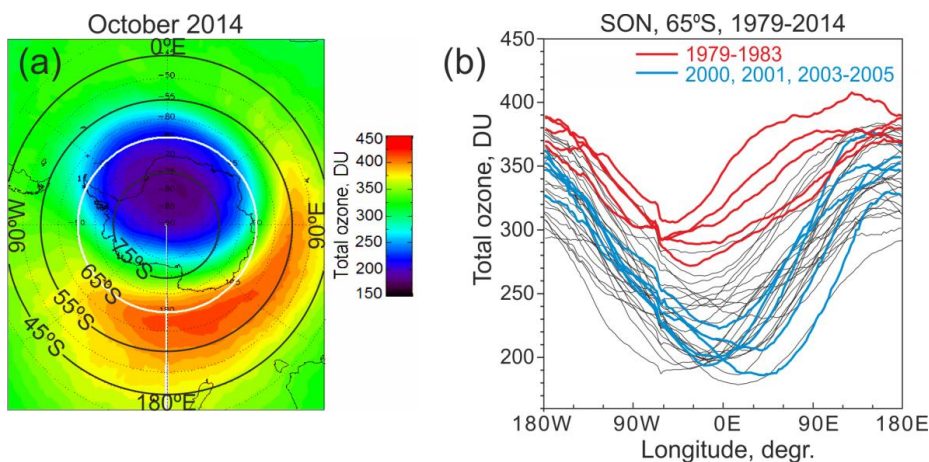 October 2014
(a)
0ºE
90ºW
90ºE
75ºS
65ºS
55ºS
45ºS
180ºE
180
Total ozone, DU
450
400
350
300
250
200
150
SON, 65ºS, 1979-2014
(b)
1979-1983
2000, 2001, 2003-2005
Total ozone, DU
450
400
350
300
250
200
180W 90W 0E 90E 180E
Longitude, degr.